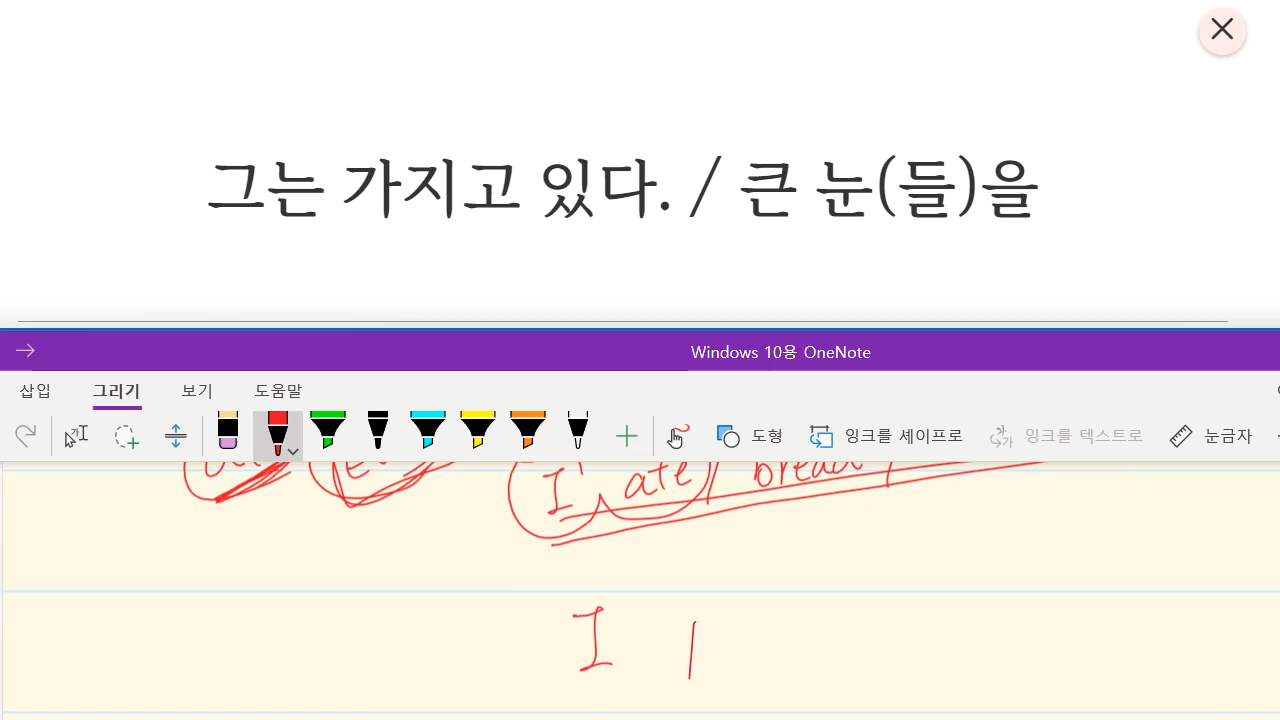 그는 가지고 있다. / 큰 눈(들)을
Windows 10용 OneNote
삽입 그리기 보기 도움말
가 도형 잉크를 셰이프로 잉크를 텍스트로 눈금자
I ate bread
I